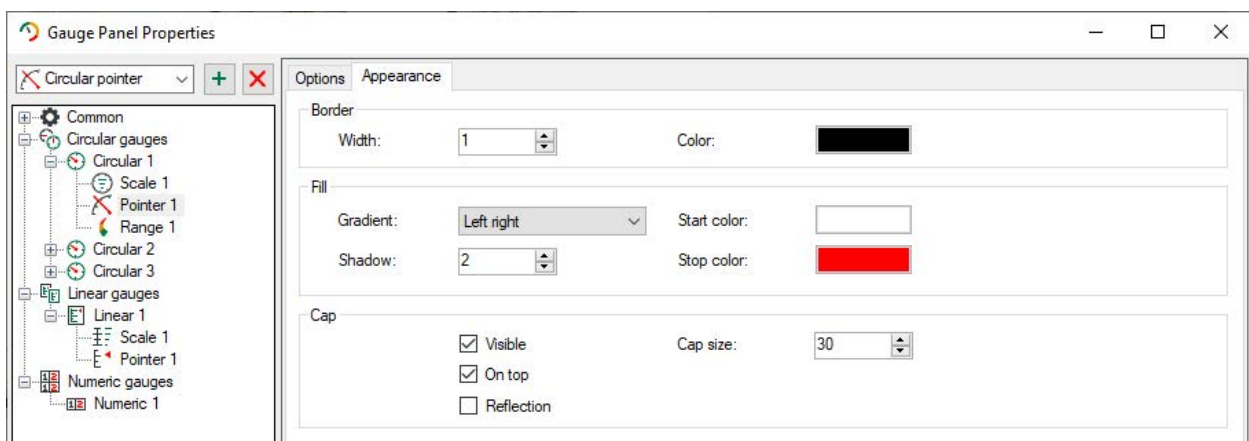 Gauge Panel Properties
Circular pointer
Options Appearance
Common
Circular gauges
Circular 1
Scale 1
Pointer 1
Range 1
Circular 2
Circular 3
Linear gauges
Linear 1
Scale 1
Pointer 1
Numeric gauges
Numeric 1
Border
Width: 1 Color:
Fill
Gradient: Left right Start color:
Shadow: 2 Stop color:
Cap
Visible Cap size: 30
On top
Reflection